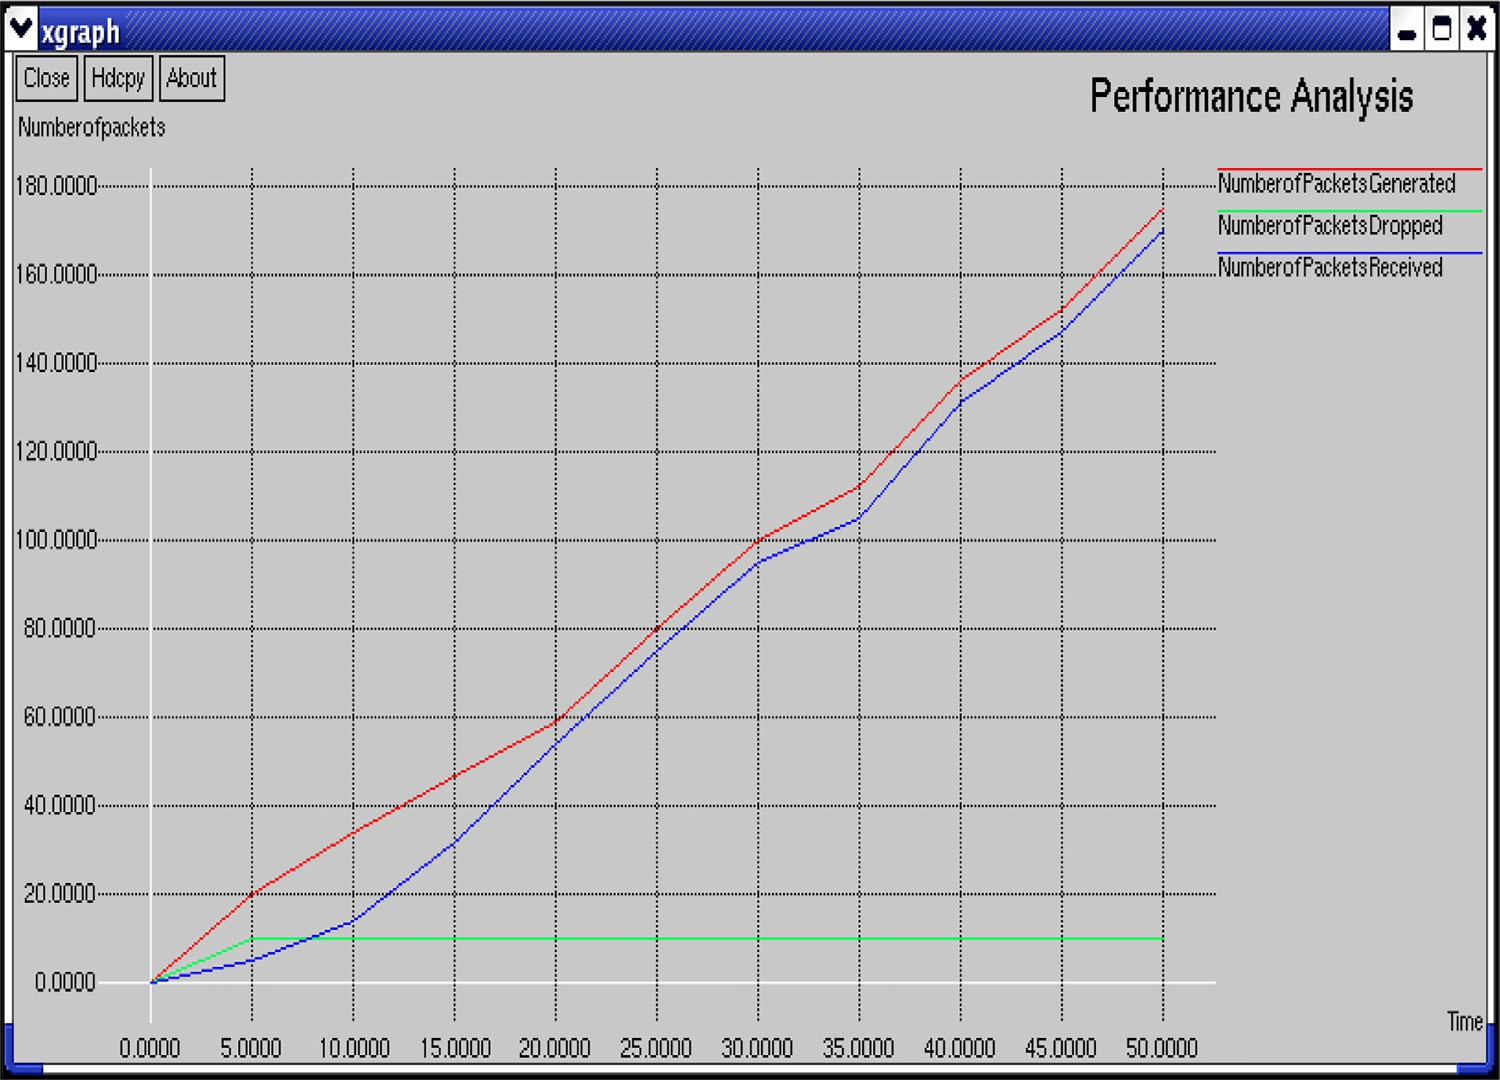 xgraph
Close Hdcpy About
Performance Analysis
Numberofpackets
180.0000
160.0000
140.0000
120.0000
100.0000
80.0000
60.0000
40.0000
20.0000
0.0000
NumberofPacketsGenerated
NumberofPacketsDropped
NumberofPacketsReceived
Time
0.0000 5.0000 10.0000 15.0000 20.0000 25.0000 30.0000 35.0000 40.0000 45.0000 50.0000